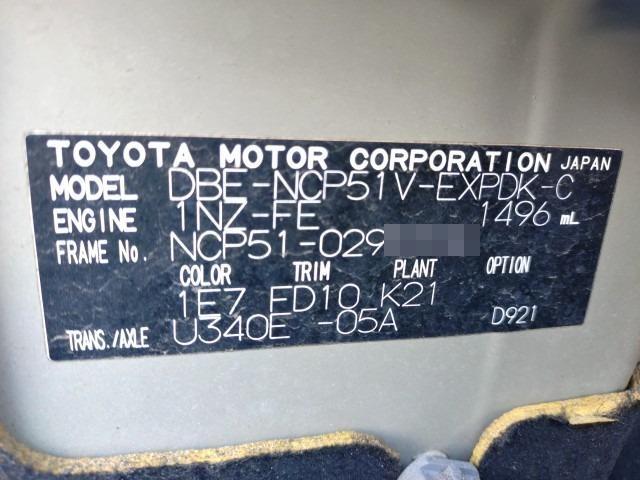 TOYOTA MOTOR CORPORATION JAPAN
MODEL DBE-NCP51V-EXPDK-C
ENGINE 1NZ-FE 1496 mL
FRAME No. NCP51-029
COLOR TRIM PLANT OPTION
1E7 FD10 K21
TRANS./AXLE U340E -05A D921